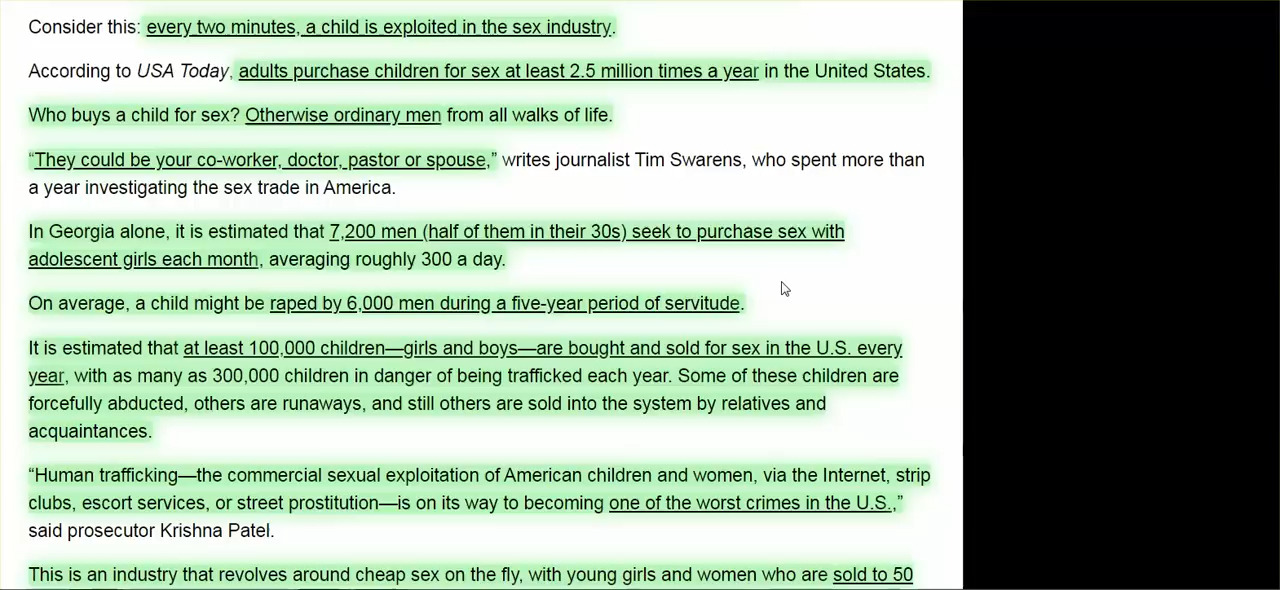 Consider this: every two minutes, a child is exploited in the sex industry.
According to USA Today, adults purchase children for sex at least 2.5 million times a year in the United States.
Who buys a child for sex? Otherwise ordinary men from all walks of life.
“They could be your co-worker, doctor, pastor or spouse,” writes journalist Tim Swarens, who spent more than
a year investigating the sex trade in America.
In Georgia alone, it is estimated that 7,200 men (half of them in their 30s) seek to purchase sex with
adolescent girls each month, averaging roughly 300 a day.
On average, a child might be raped by 6,000 men during a five-year period of servitude.
It is estimated that at least 100,000 children—girls and boys—are bought and sold for sex in the U.S. every
year, with as many as 300,000 children in danger of being trafficked each year. Some of these children are
forcefully abducted, others are runaways, and still others are sold into the system by relatives and
acquaintances.
“Human trafficking—the commercial sexual exploitation of American children and women, via the Internet, strip
clubs, escort services, or street prostitution—is on its way to becoming one of the worst crimes in the U.S.,”
said prosecutor Krishna Patel.
This is an industry that revolves around cheap sex on the fly, with young girls and women who are sold to 50